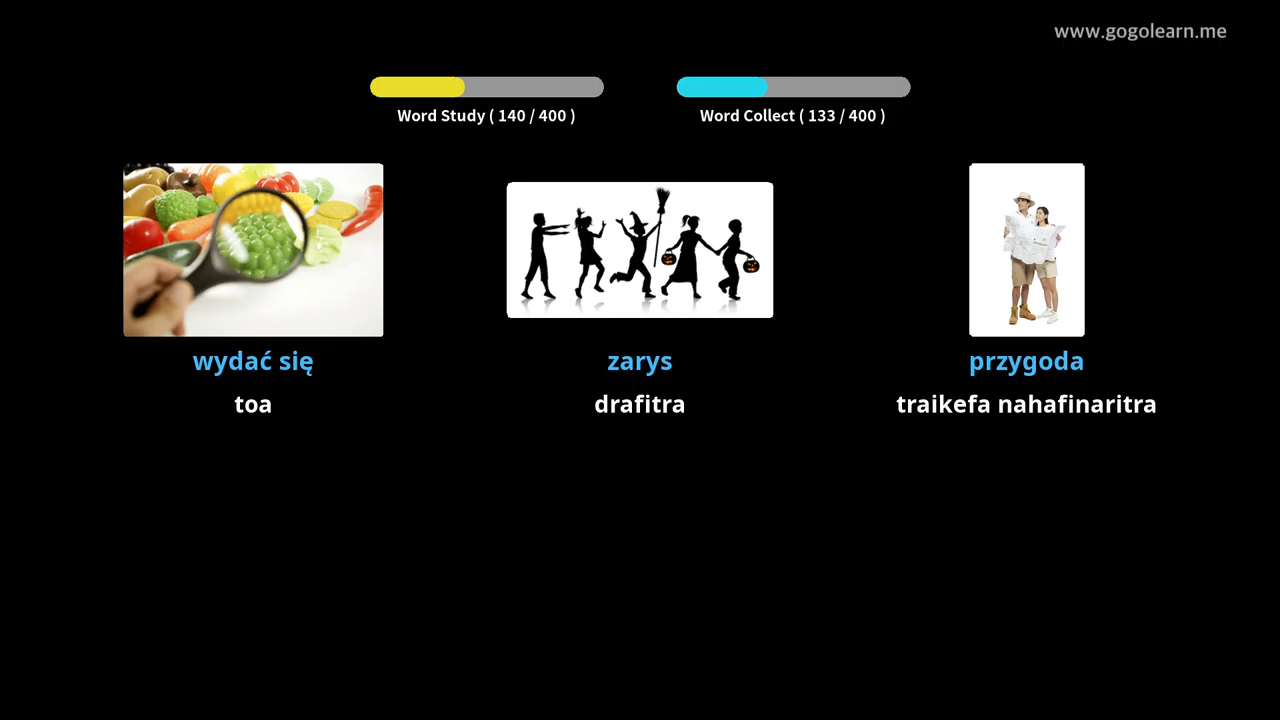 www.gogolearn.me
Word Study ( 140 / 400 )
Word Collect ( 133 / 400 )
wydać się
zarys
przygoda
toa
drafitra
traikefa nahafinaritra